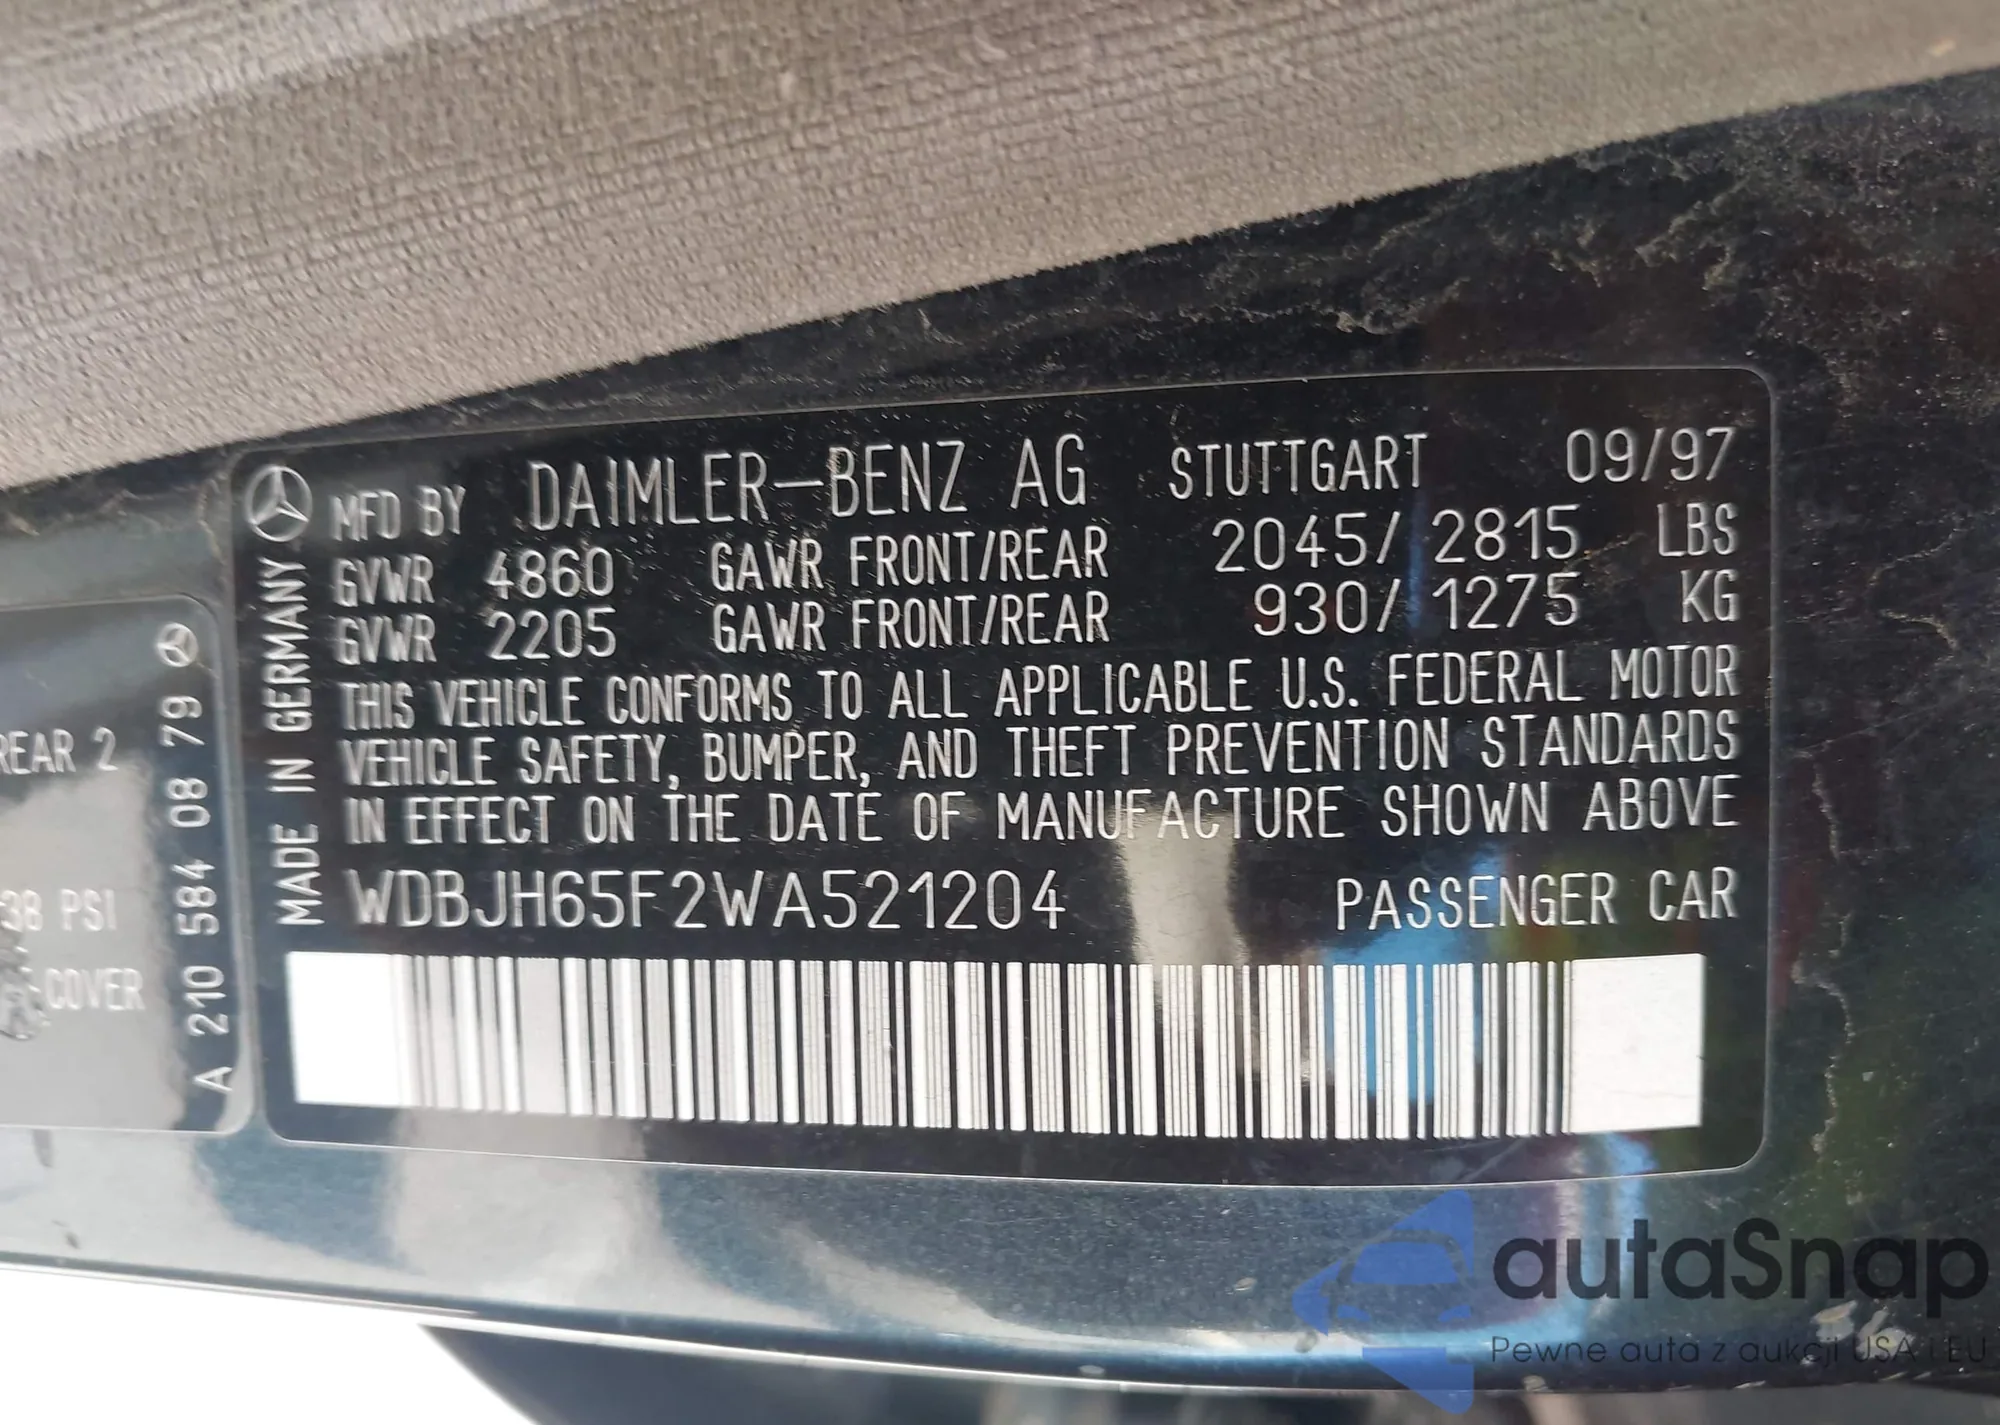 MFD BY DAIMLER-BENZ AG STUTTGART 09/97
GVWR 4860 GAWR FRONT/REAR 2045/ 2815 LBS
GVWR 2205 GAWR FRONT/REAR 930/ 1275 KG
THIS VEHICLE CONFORMS TO ALL APPLICABLE U.S. FEDERAL MOTOR
VEHICLE SAFETY, BUMPER, AND THEFT PREVENTION STANDARDS
IN EFFECT ON THE DATE OF MANUFACTURE SHOWN ABOVE
WDBJH65F2WA521204 PASSENGER CAR
MADE IN GERMANY
A 210 584 08 79
REAR 2
38 PSI
COVER
autaSnap
Pewne auta z aukcji USA i EU